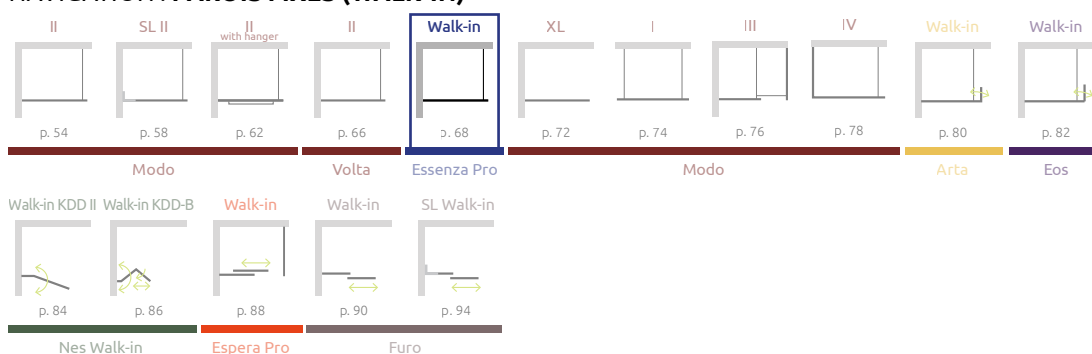 II SL II II with hanger II Walk-in XL I III IV Walk-in Walk-in
p. 54 p. 58 p. 62 p. 66 p. 68 p. 72 p. 74 p. 76 p. 78 p. 80 p. 82
Modo Volta Essenza Pro Modo Arta Eos
Walk-in KDD II Walk-in KDD-B Walk-in Walk-in SL Walk-in
p. 84 p. 86 p. 88 p. 90 p. 94
Nes Walk-in Espera Pro Furo